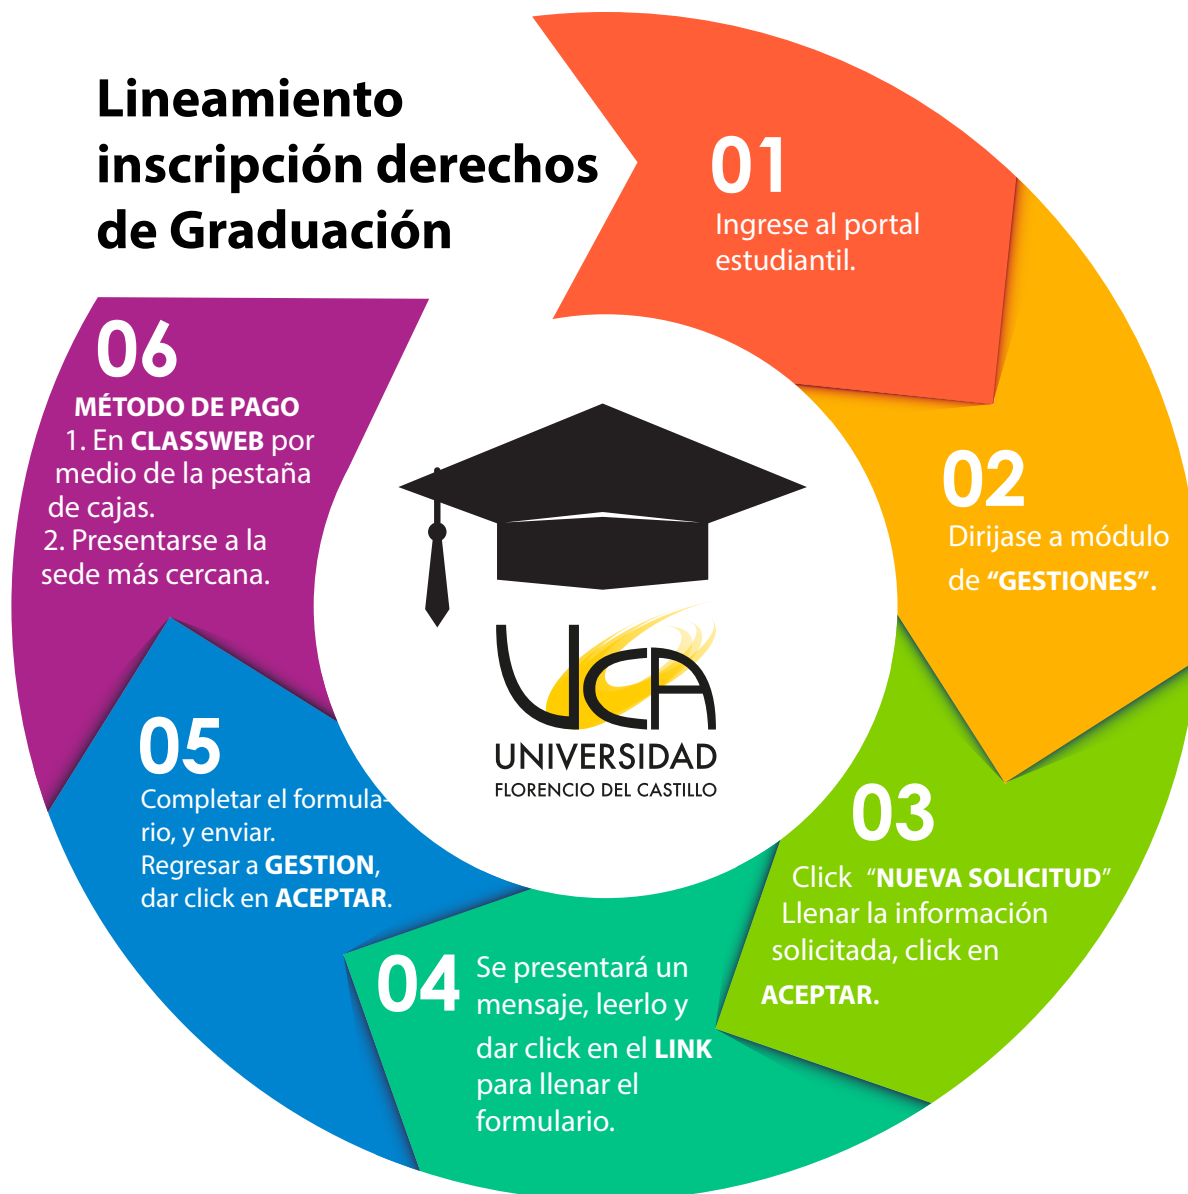 Lineamiento
inscripción derechos
de Graduación
01
Ingrese al portal
estudiantil.
02
Dirijase a módulo
de “GESTIONES”.
03
Click “NUEVA SOLICITUD”
Llenar la información
solicitada, click en
ACEPTAR.
04
Se presentará un
mensaje, leerlo y
dar click en el LINK
para llenar el
formulario.
05
Completar el formula-
rio, y enviar.
Regresar a GESTION,
dar click en ACEPTAR.
06
MÉTODO DE PAGO
1. En CLASSWEB por
medio de la pestaña
de cajas.
2. Presentarse a la
sede más cercana.
UCA
UNIVERSIDAD
FLORENCIO DEL CASTILLO